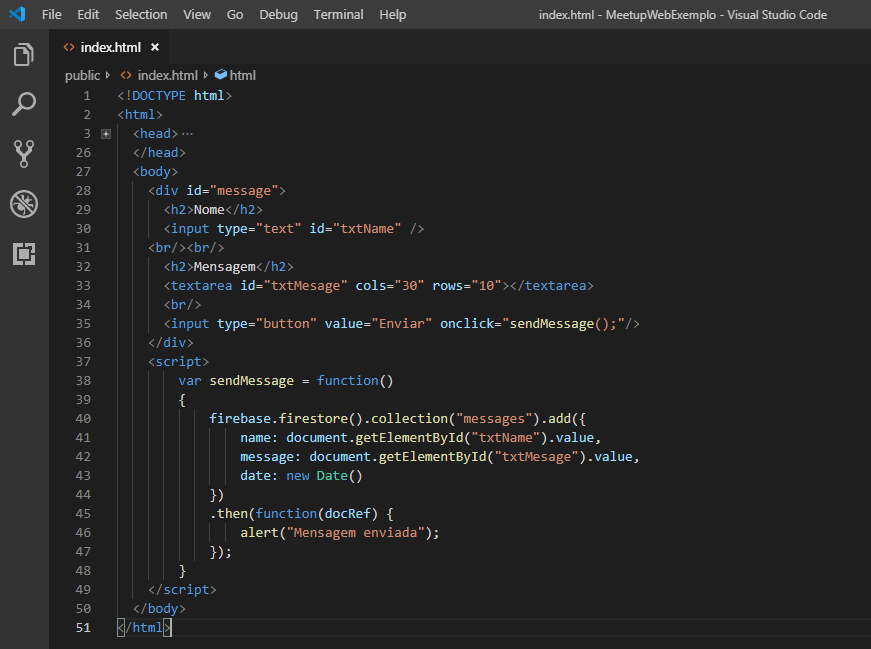 File Edit Selection View Go Debug Terminal Help index.html - MeetupWebExemplo - Visual Studio Code
<> index.html ×
public › <> index.html › html
1 <!DOCTYPE html>
2 <html>
3 <head>···
26 </head>
27 <body>
28 <div id="message">
29 <h2>Nome</h2>
30 <input type="text" id="txtName" />
31 <br/><br/>
32 <h2>Mensagem</h2>
33 <textarea id="txtMesage" cols="30" rows="10"></textarea>
34 <br/>
35 <input type="button" value="Enviar" onclick="sendMessage();"/>
36 </div>
37 <script>
38 var sendMessage = function()
39 {
40 firebase.firestore().collection("messages").add({
41 name: document.getElementById("txtName").value,
42 message: document.getElementById("txtMesage").value,
43 date: new Date()
44 })
45 .then(function(docRef) {
46 alert("Mensagem enviada");
47 });
48 }
49 </script>
50 </body>
51 </html>